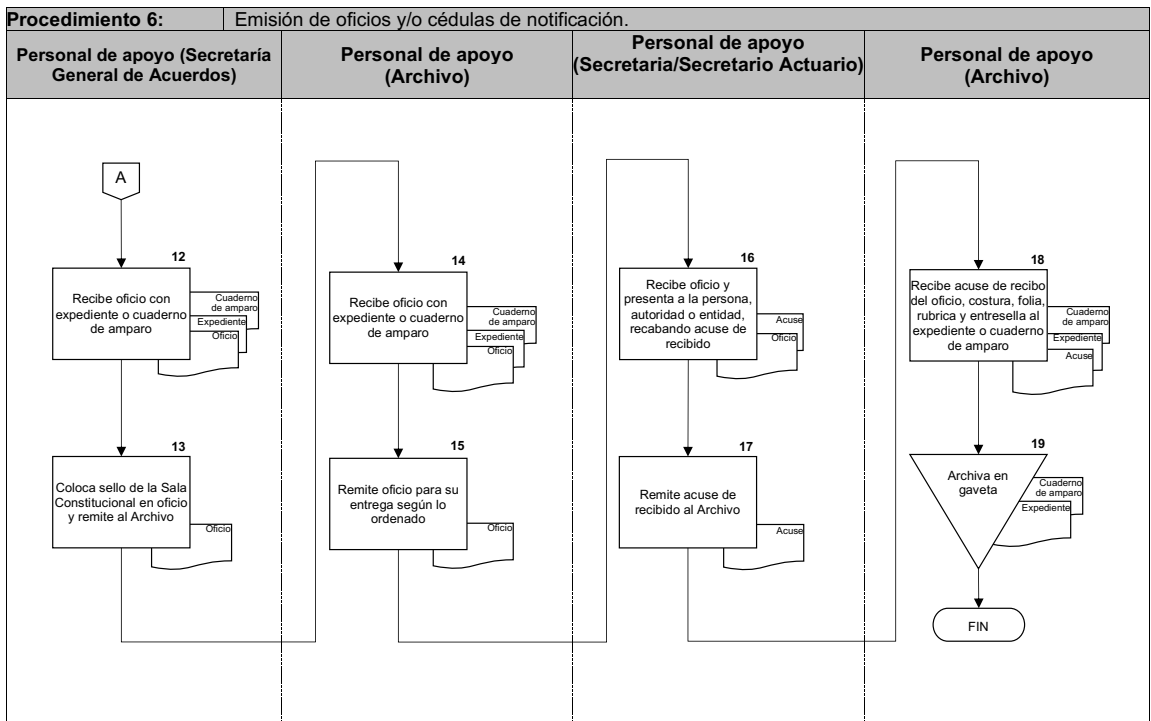 Procedimiento 6: Emisión de oficios y/o cédulas de notificación.
Personal de apoyo (Secretaría
General de Acuerdos)
Personal de apoyo
(Archivo)
Personal de apoyo
(Secretaria/Secretario Actuario)
Personal de apoyo
(Archivo)
A
12
Recibe oficio con
expediente o cuaderno
de amparo
Cuaderno
de amparo
Expediente
Oficio
13
Coloca sello de la Sala
Constitucional en oficio
y remite al Archivo
Oficio
14
Recibe oficio con
expediente o cuaderno
de amparo
Cuaderno
de amparo
Expediente
Oficio
15
Remite oficio para su
entrega según lo
ordenado
Oficio
16
Recibe oficio y
presenta a la persona,
autoridad o entidad,
recabando acuse de
recibido
Acuse
Oficio
17
Remite acuse de
recibido al Archivo
Acuse
18
Recibe acuse de recibo
del oficio, costura, folia,
rubrica y entresella al
expediente o cuaderno
de amparo
Cuaderno
de amparo
Expediente
Acuse
19
Archiva en
gaveta
Cuaderno
de amparo
Expediente
FIN